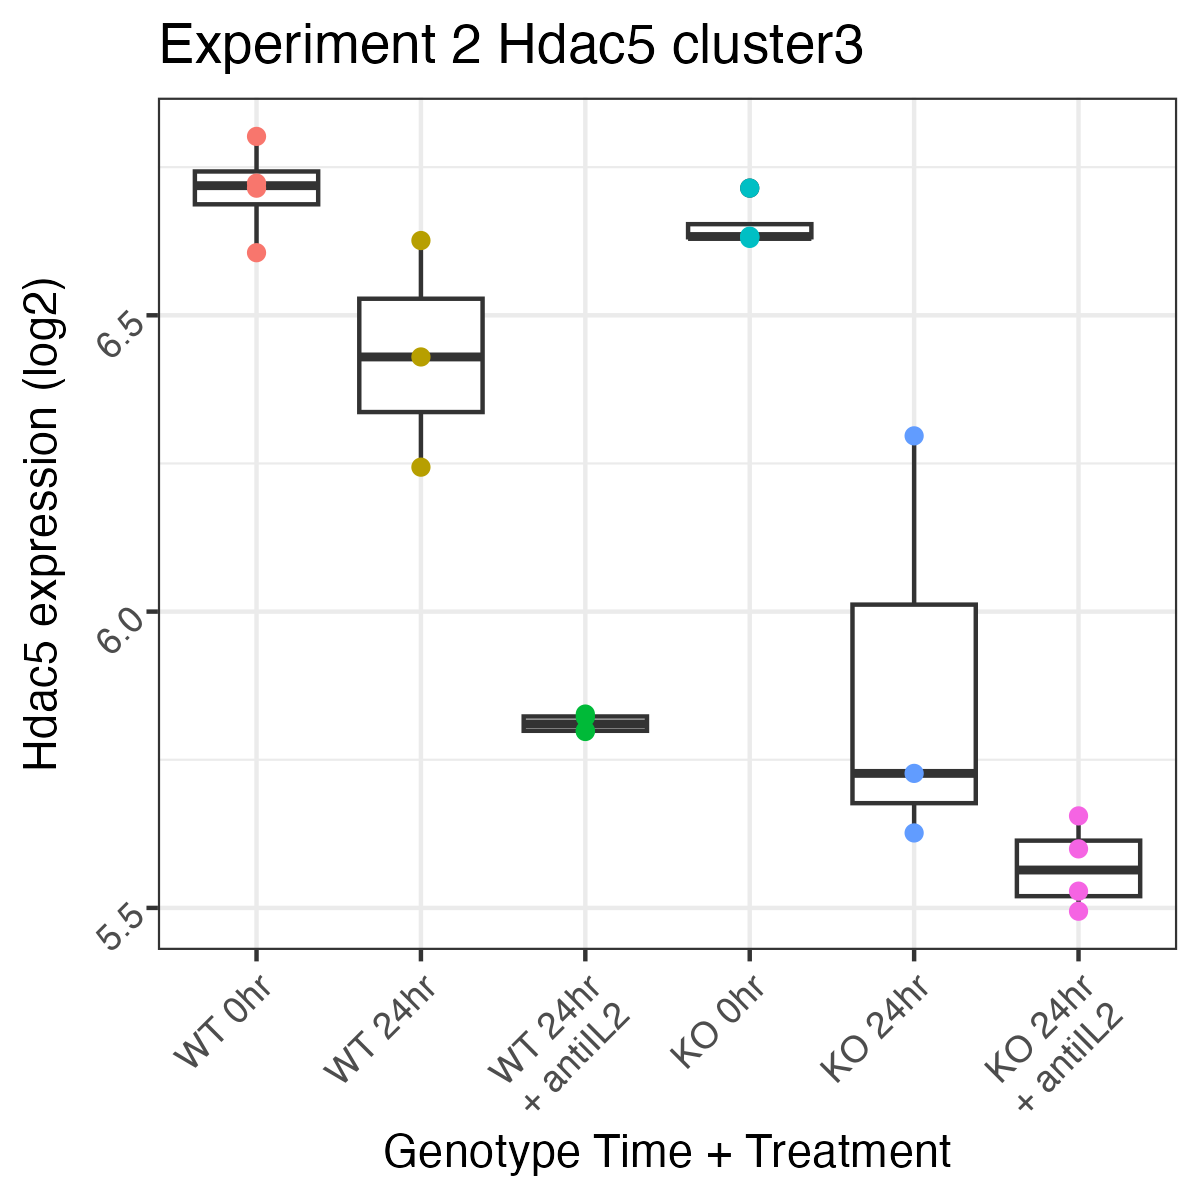 Experiment 2 Hdac5 cluster3
Hdac5 expression (log2)
6.5
6.0
5.5
WT 0hr
WT 24hr
WT 24hr
+ antiIL2
KO 0hr
KO 24hr
KO 24hr
+ antiIL2
Genotype Time + Treatment